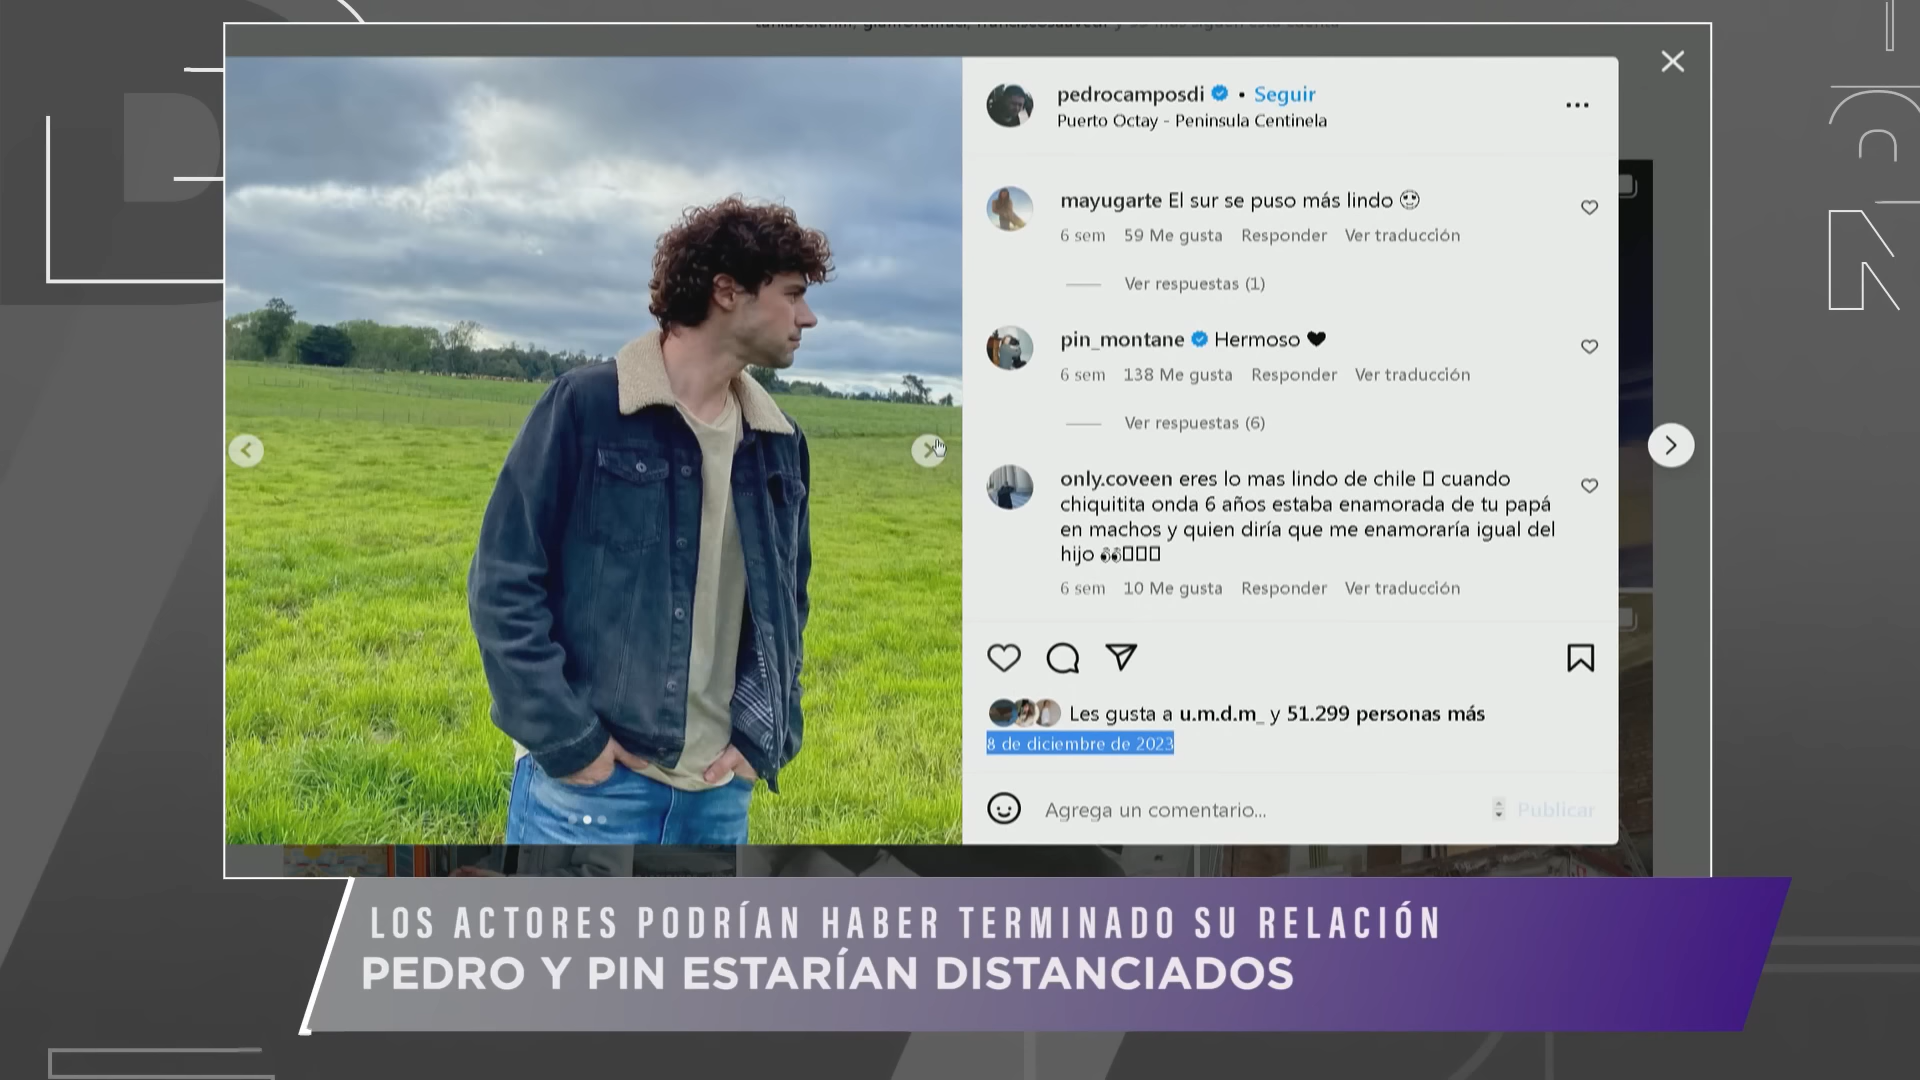 pedrocamposdi • Seguir
Puerto Octay - Peninsula Centinela
mayugarte El sur se puso más lindo
6 sem 59 Me gusta Responder Ver traducción
Ver respuestas (1)
pin_montane Hermoso 🖤
6 sem 138 Me gusta Responder Ver traducción
Ver respuestas (6)
only.coveen eres lo mas lindo de chile cuando
chiquitita onda 6 años estaba enamorada de tu papá
en machos y quien diría que me enamoraría igual del
hijo
6 sem 10 Me gusta Responder Ver traducción
Les gusta a u.m.d.m_ y 51.299 personas más
8 de diciembre de 2023
Agrega un comentario... Publicar
LOS ACTORES PODRÍAN HABER TERMINADO SU RELACIÓN
PEDRO Y PIN ESTARÍAN DISTANCIADOS